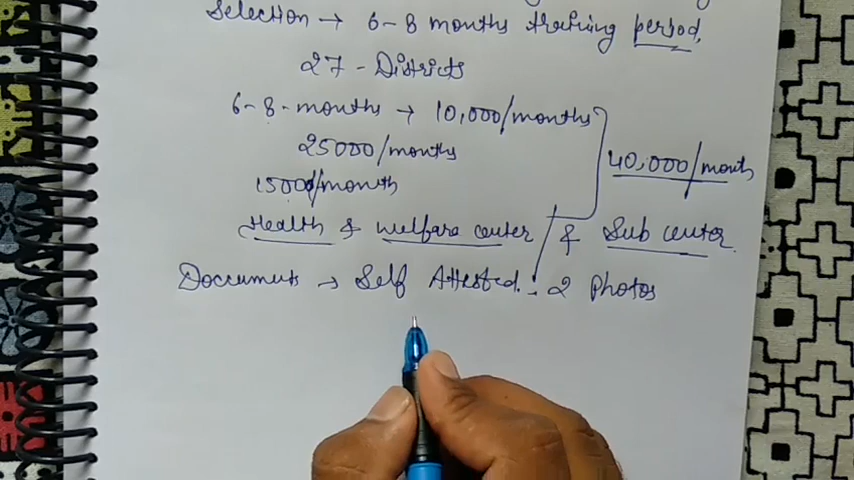 Selection → 6-8 months training period,
27 - Districts
6-8-months → 10,000/months
25000/months
15000/month
40,000/month
Health & welfare center & Sub center.
Documents → Self Attested. - 2 Photos